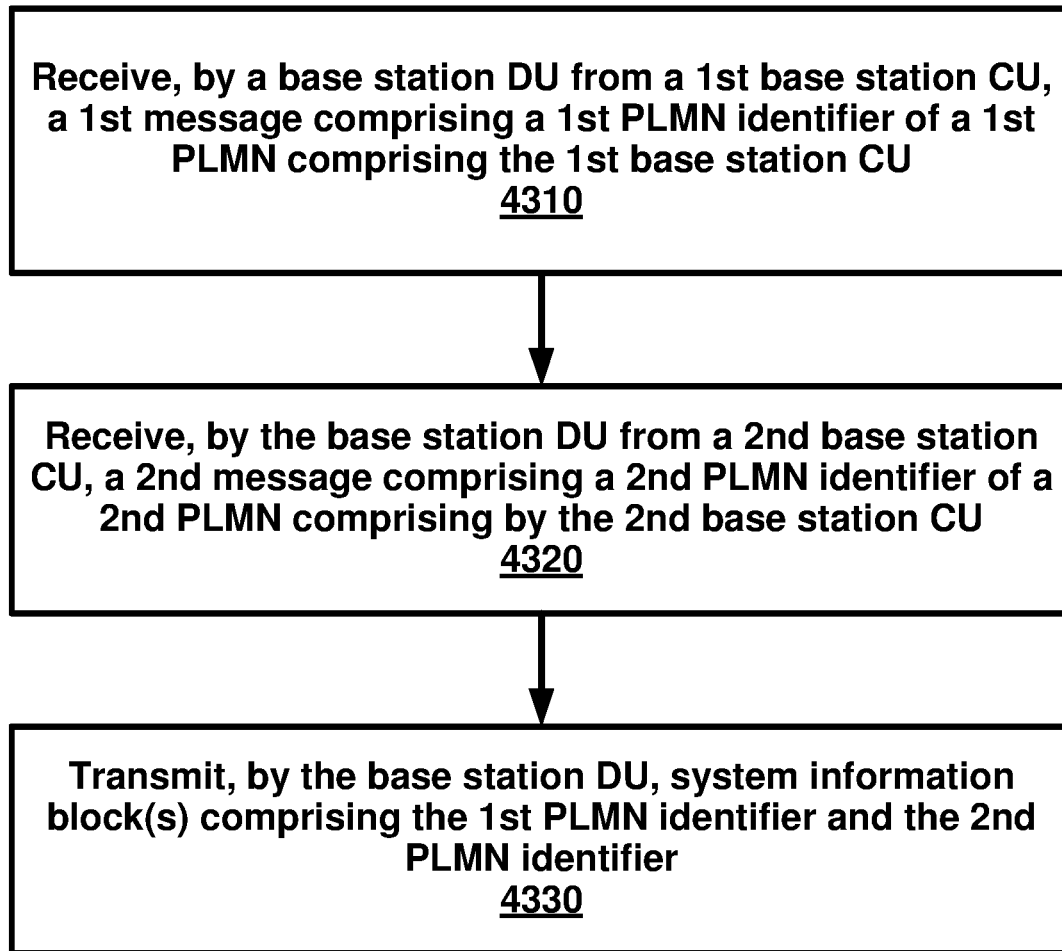 Receive, by a base station DU from a 1st base station CU,
a 1st message comprising a 1st PLMN identifier of a 1st
PLMN comprising the 1st base station CU
4310
Receive, by the base station DU from a 2nd base station
CU, a 2nd message comprising a 2nd PLMN identifier of a
2nd PLMN comprising by the 2nd base station CU
4320
Transmit, by the base station DU, system information
block(s) comprising the 1st PLMN identifier and the 2nd
PLMN identifier
4330